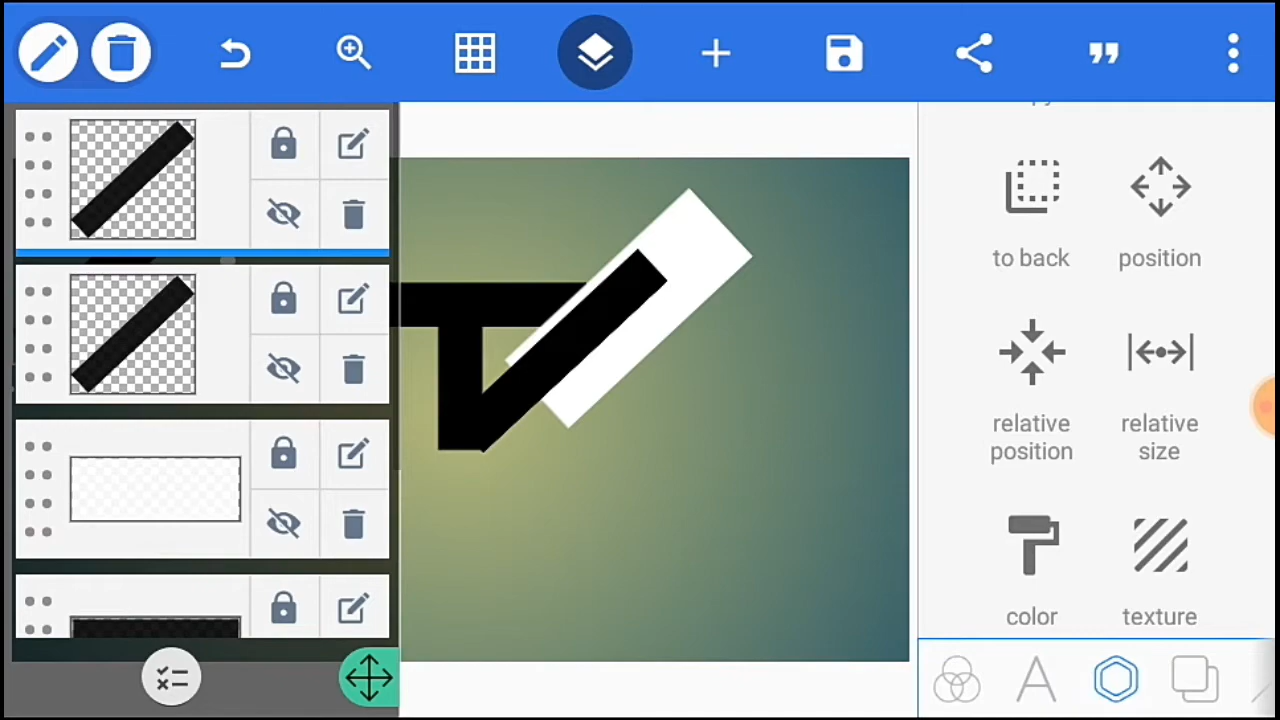 to back
position
relative
position
relative
size
color
texture